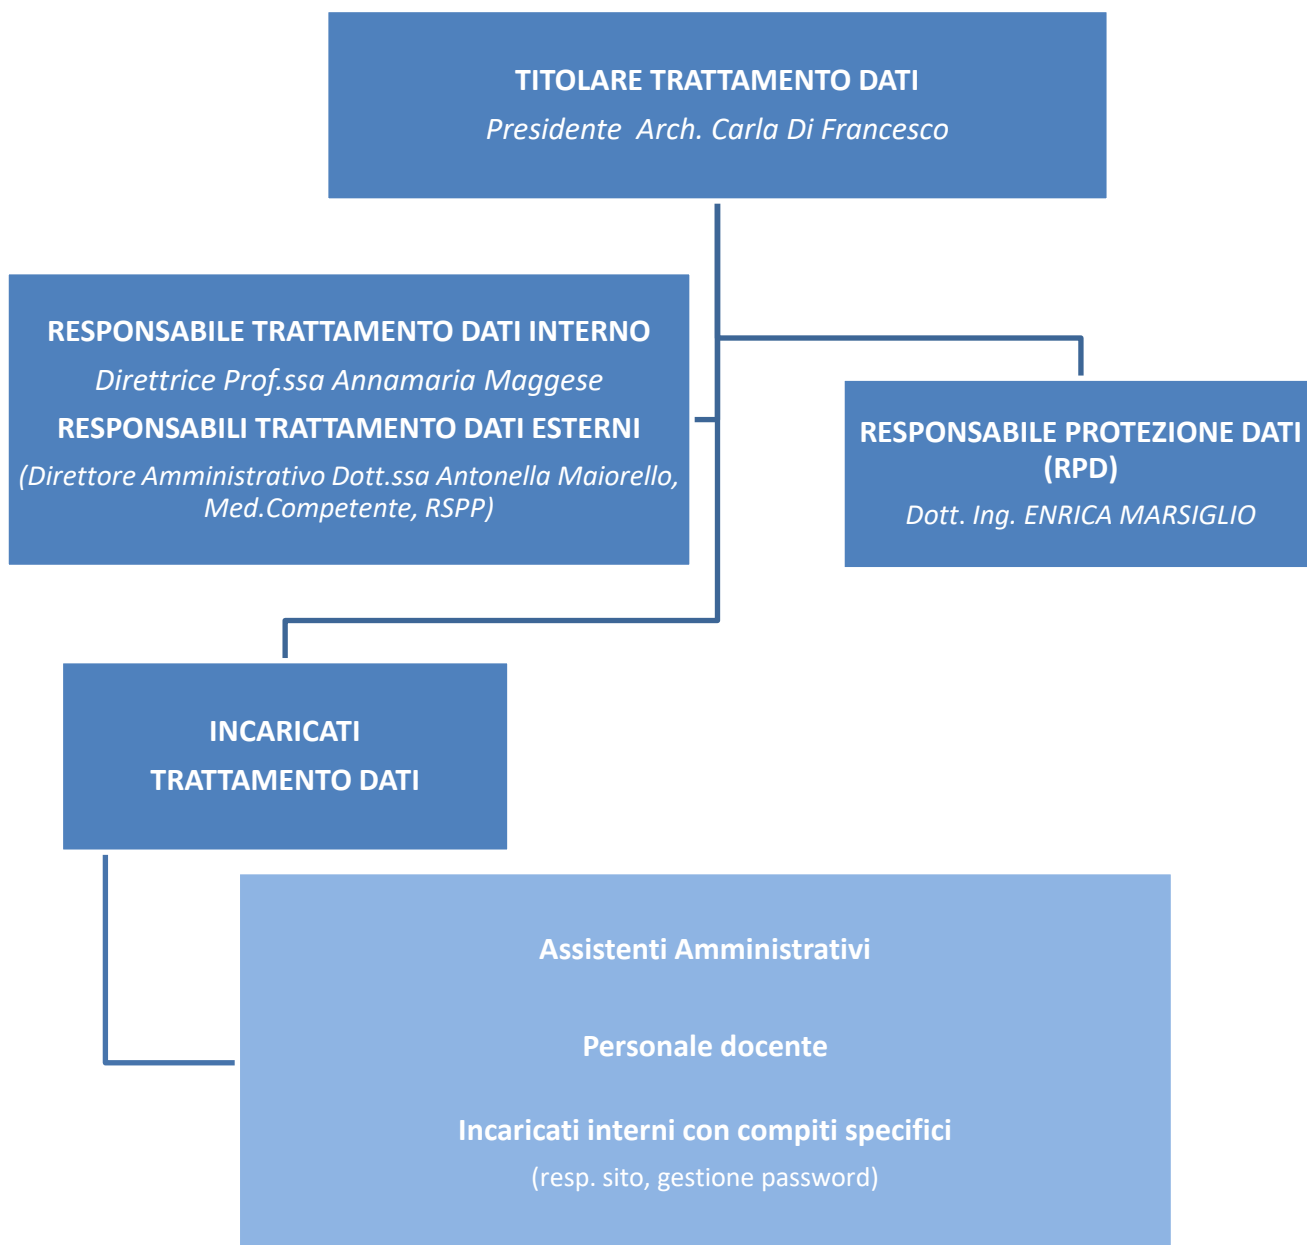 TITOLARE TRATTAMENTO DATI
Presidente  Arch. Carla Di Francesco
RESPONSABILE TRATTAMENTO DATI INTERNO
Direttrice Prof.ssa Annamaria Maggese
RESPONSABILI TRATTAMENTO DATI ESTERNI
(Direttore Amministrativo Dott.ssa Antonella Maiorello,
Med.Competente, RSPP)
RESPONSABILE PROTEZIONE DATI
(RPD)
Dott. Ing. ENRICA MARSIGLIO
INCARICATI
TRATTAMENTO DATI
Assistenti Amministrativi
Personale docente
Incaricati interni con compiti specifici
(resp. sito, gestione password)